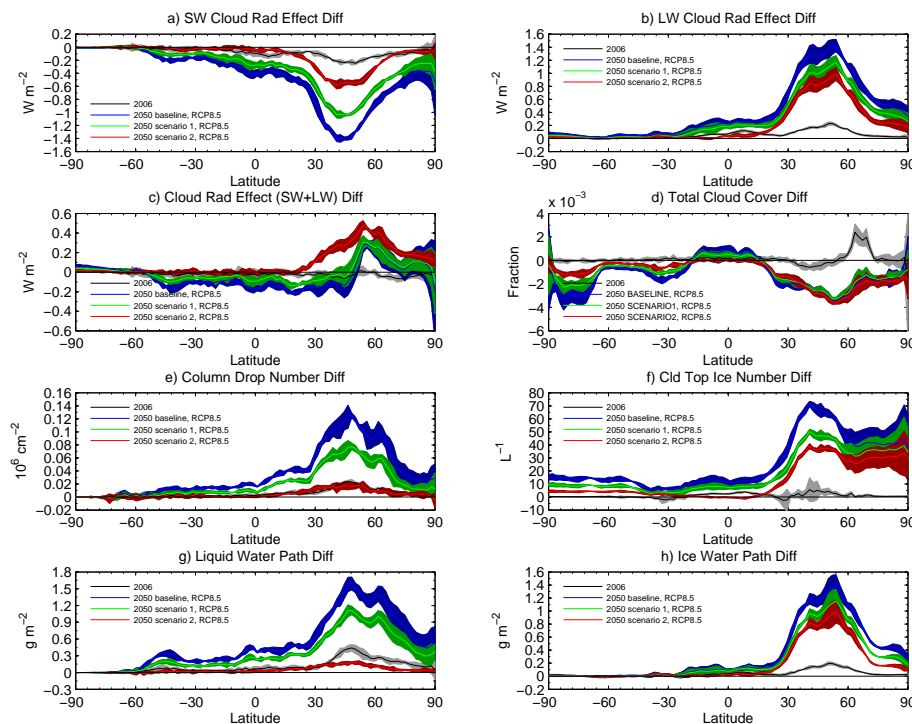 a) SW Cloud Rad Effect Diff
0.2
0
−0.2
−0.4
−0.6
−0.8
−1
−1.2
−1.4
−1.6
W m−2
2006
2050 baseline, RCP8.5
2050 scenario 1, RCP8.5
2050 scenario 2, RCP8.5
−90 −60 −30 0 30 60 90
Latitude
b) LW Cloud Rad Effect Diff
1.6
1.4
1.2
1
0.8
0.6
0.4
0.2
0
−0.2
W m−2
2006
2050 baseline, RCP8.5
2050 scenario 1, RCP8.5
2050 scenario 2, RCP8.5
−90 −60 −30 0 30 60 90
Latitude
c) Cloud Rad Effect (SW+LW) Diff
0.6
0.4
0.2
0
−0.2
−0.4
−0.6
W m−2
2006
2050 baseline, RCP8.5
2050 scenario 1, RCP8.5
2050 scenario 2, RCP8.5
−90 −60 −30 0 30 60 90
Latitude
x 10−3
d) Total Cloud Cover Diff
4
2
0
−2
−4
−6
Fraction
2006
2050 BASELINE, RCP8.5
2050 SCENARIO1, RCP8.5
2050 SCENARIO2, RCP8.5
−90 −60 −30 0 30 60 90
Latitude
e) Column Drop Number Diff
0.16
0.14
0.12
0.1
0.08
0.06
0.04
0.02
0
−0.02
10^6 cm−2
2006
2050 baseline, RCP8.5
2050 scenario 1, RCP8.5
2050 scenario 2, RCP8.5
−90 −60 −30 0 30 60 90
Latitude
f) Cld Top Ice Number Diff
80
70
60
50
40
30
20
10
0
−10
L−1
2006
2050 baseline, RCP8.5
2050 scenario 1, RCP8.5
2050 scenario 2, RCP8.5
−90 −60 −30 0 30 60 90
Latitude
g) Liquid Water Path Diff
1.8
1.5
1.2
0.9
0.6
0.3
0
−0.3
g m−2
2006
2050 baseline, RCP8.5
2050 scenario 1, RCP8.5
2050 scenario 2, RCP8.5
−90 −60 −30 0 30 60 90
Latitude
h) Ice Water Path Diff
1.6
1.4
1.2
1
0.8
0.6
0.4
0.2
0
−0.2
g m−2
2006
2050 baseline, RCP8.5
2050 scenario 1, RCP8.5
2050 scenario 2, RCP8.5
−90 −60 −30 0 30 60 90
Latitude